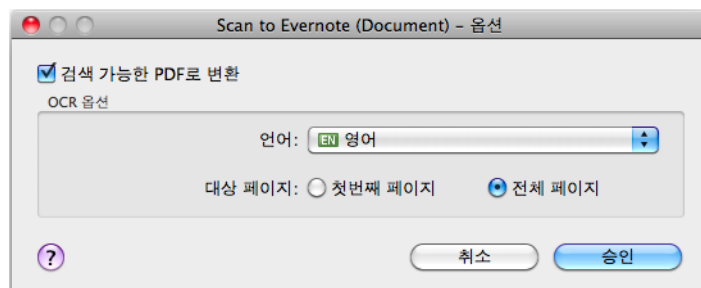 Scan to Evernote (Document) – 옵션
검색 가능한 PDF로 변환
OCR 옵션
언어: EN 영어
대상 페이지: 첫번째 페이지 전체 페이지
? 취소 승인